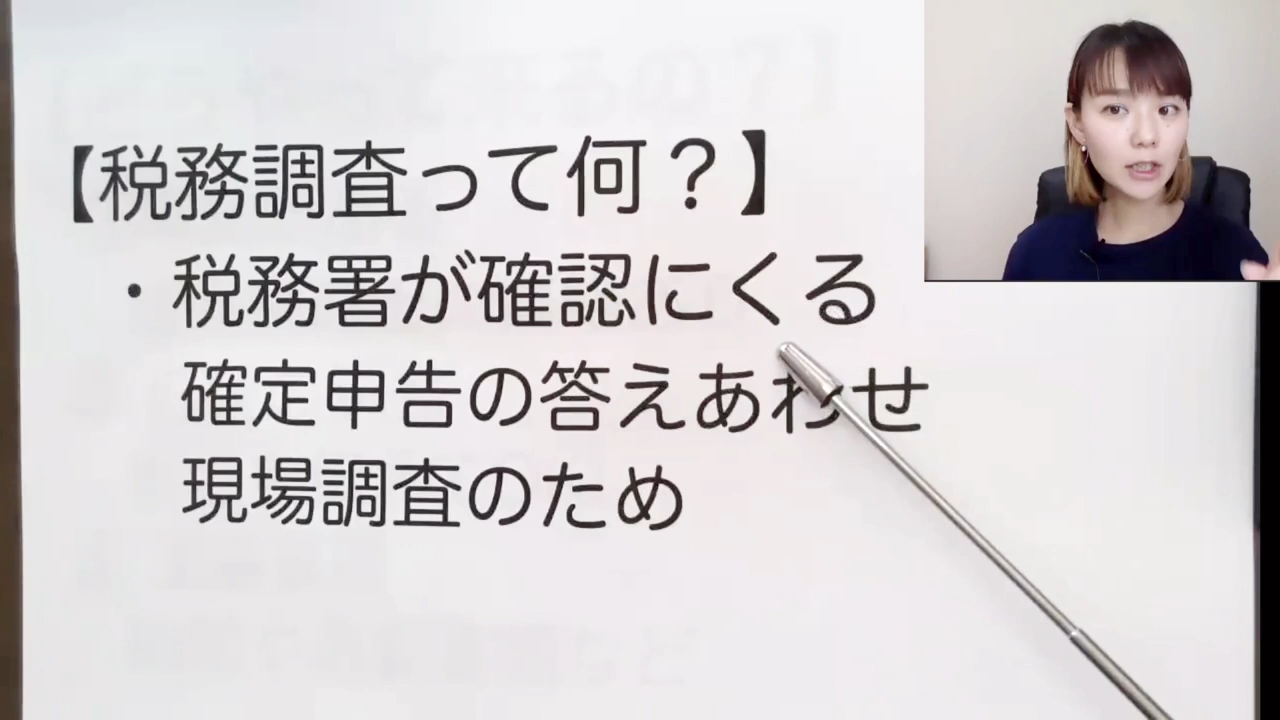 【税務調査って何？】
・税務署が確認にくる
確定申告の答えあわせ
現場調査のため